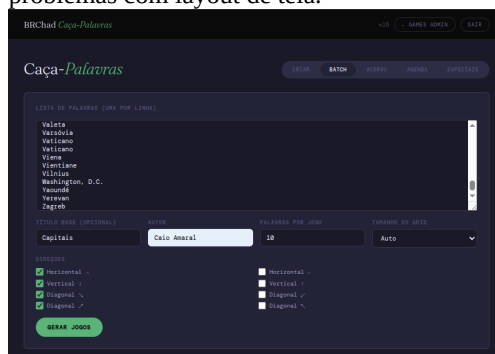 problemas com layout de tela.
BRChad Caça-Palavras
v15 ← GAMES ADMIN SAIR
Caça-Palavras
CRIAR BATCH ACERVO AGENDA ESPECIAIS
LISTA DE PALAVRAS (UMA POR LINHA)
Valeta
Varsóvia
Vaticano
Vaticano
Viena
Vientiane
Vilnius
Washington, D.C.
Yaoundé
Yerevan
Zagreb
TÍTULO BASE (OPCIONAL) AUTOR PALAVRAS POR JOGO TAMANHO DO GRID
Capitais Caio Amaral 10 Auto
DIREÇÕES
Horizontal → Horizontal ←
Vertical ↓ Vertical ↑
Diagonal ↘ Diagonal ↙
Diagonal ↗ Diagonal ↖
GERAR JOGOS